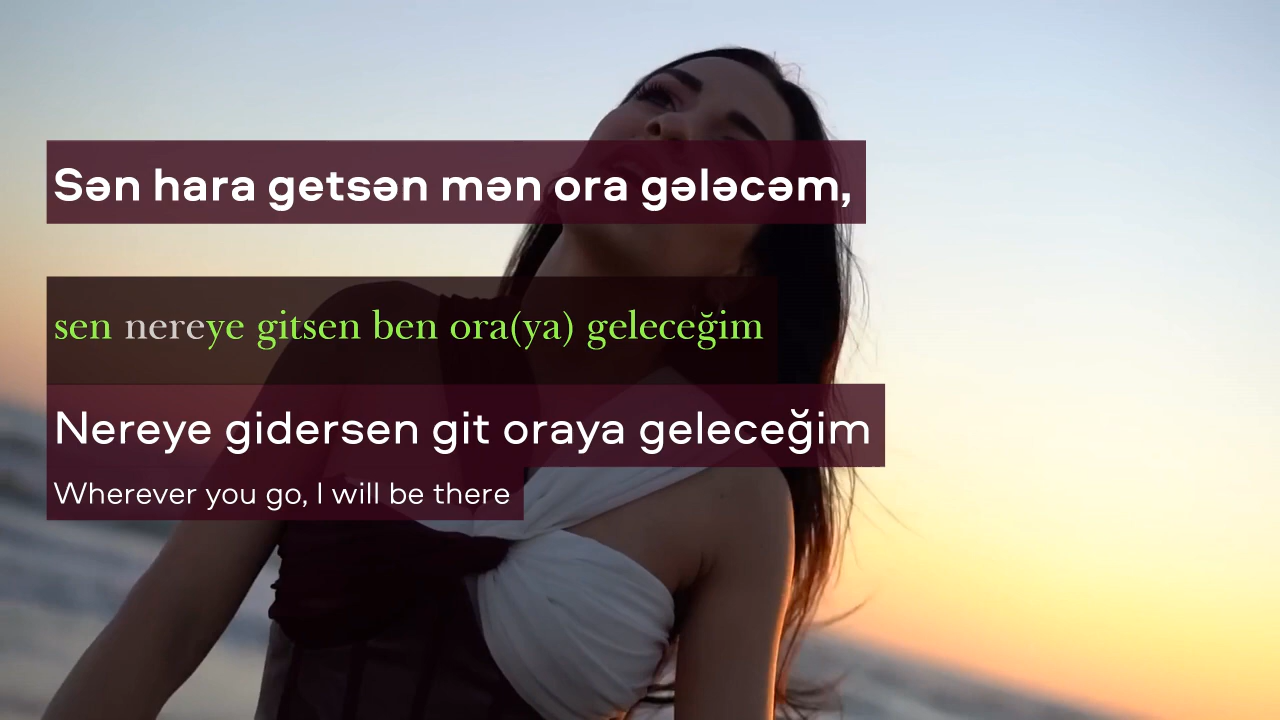 Sən hara getsən mən ora gələcəm,
sen nereye gitsen ben ora(ya) geleceğim
Nereye gidersen git oraya geleceğim
Wherever you go, I will be there